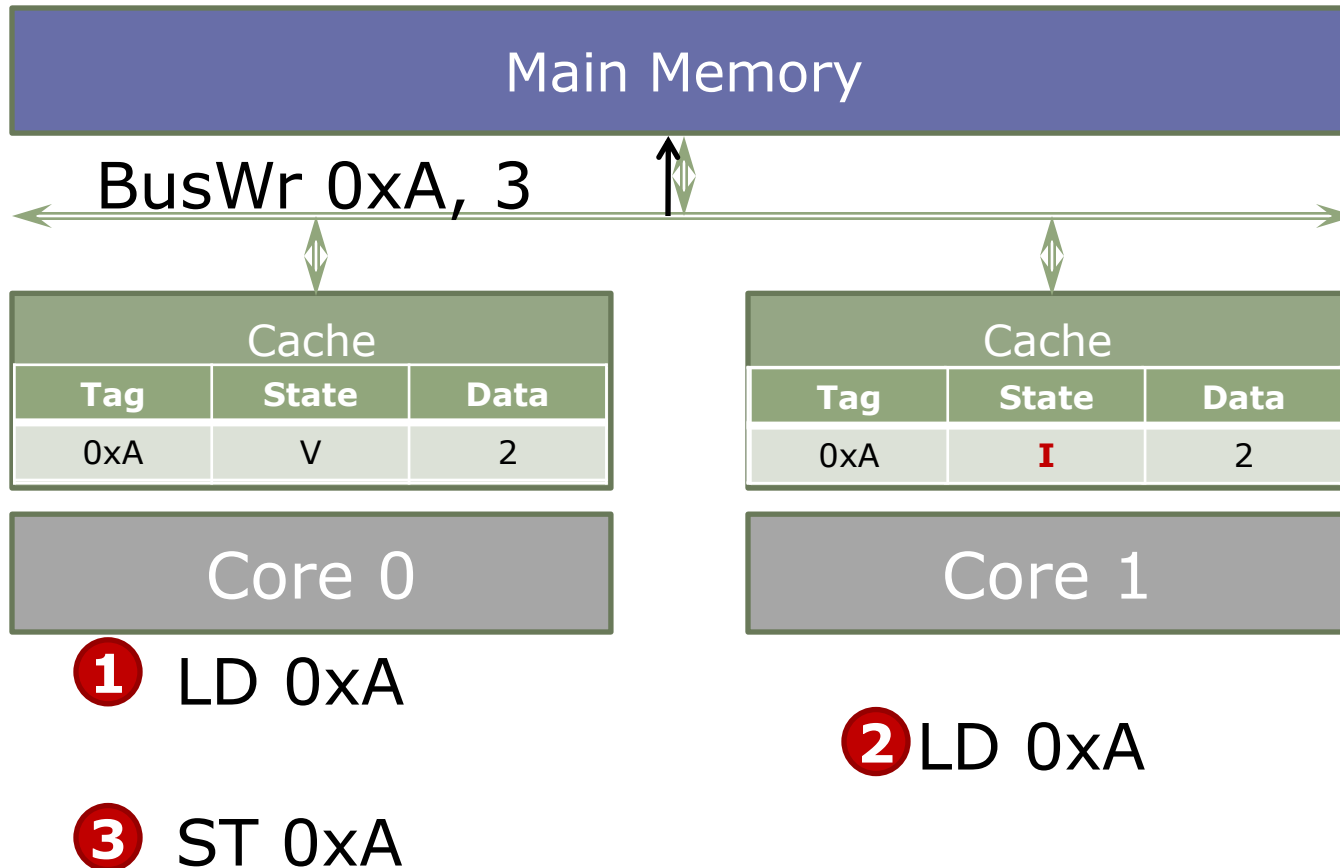 Main Memory
BusWr 0xA, 3
Cache
Tag State Data
0xA V 2
Cache
Tag State Data
0xA I 2
Core 0
Core 1
1 LD 0xA
2 LD 0xA
3 ST 0xA